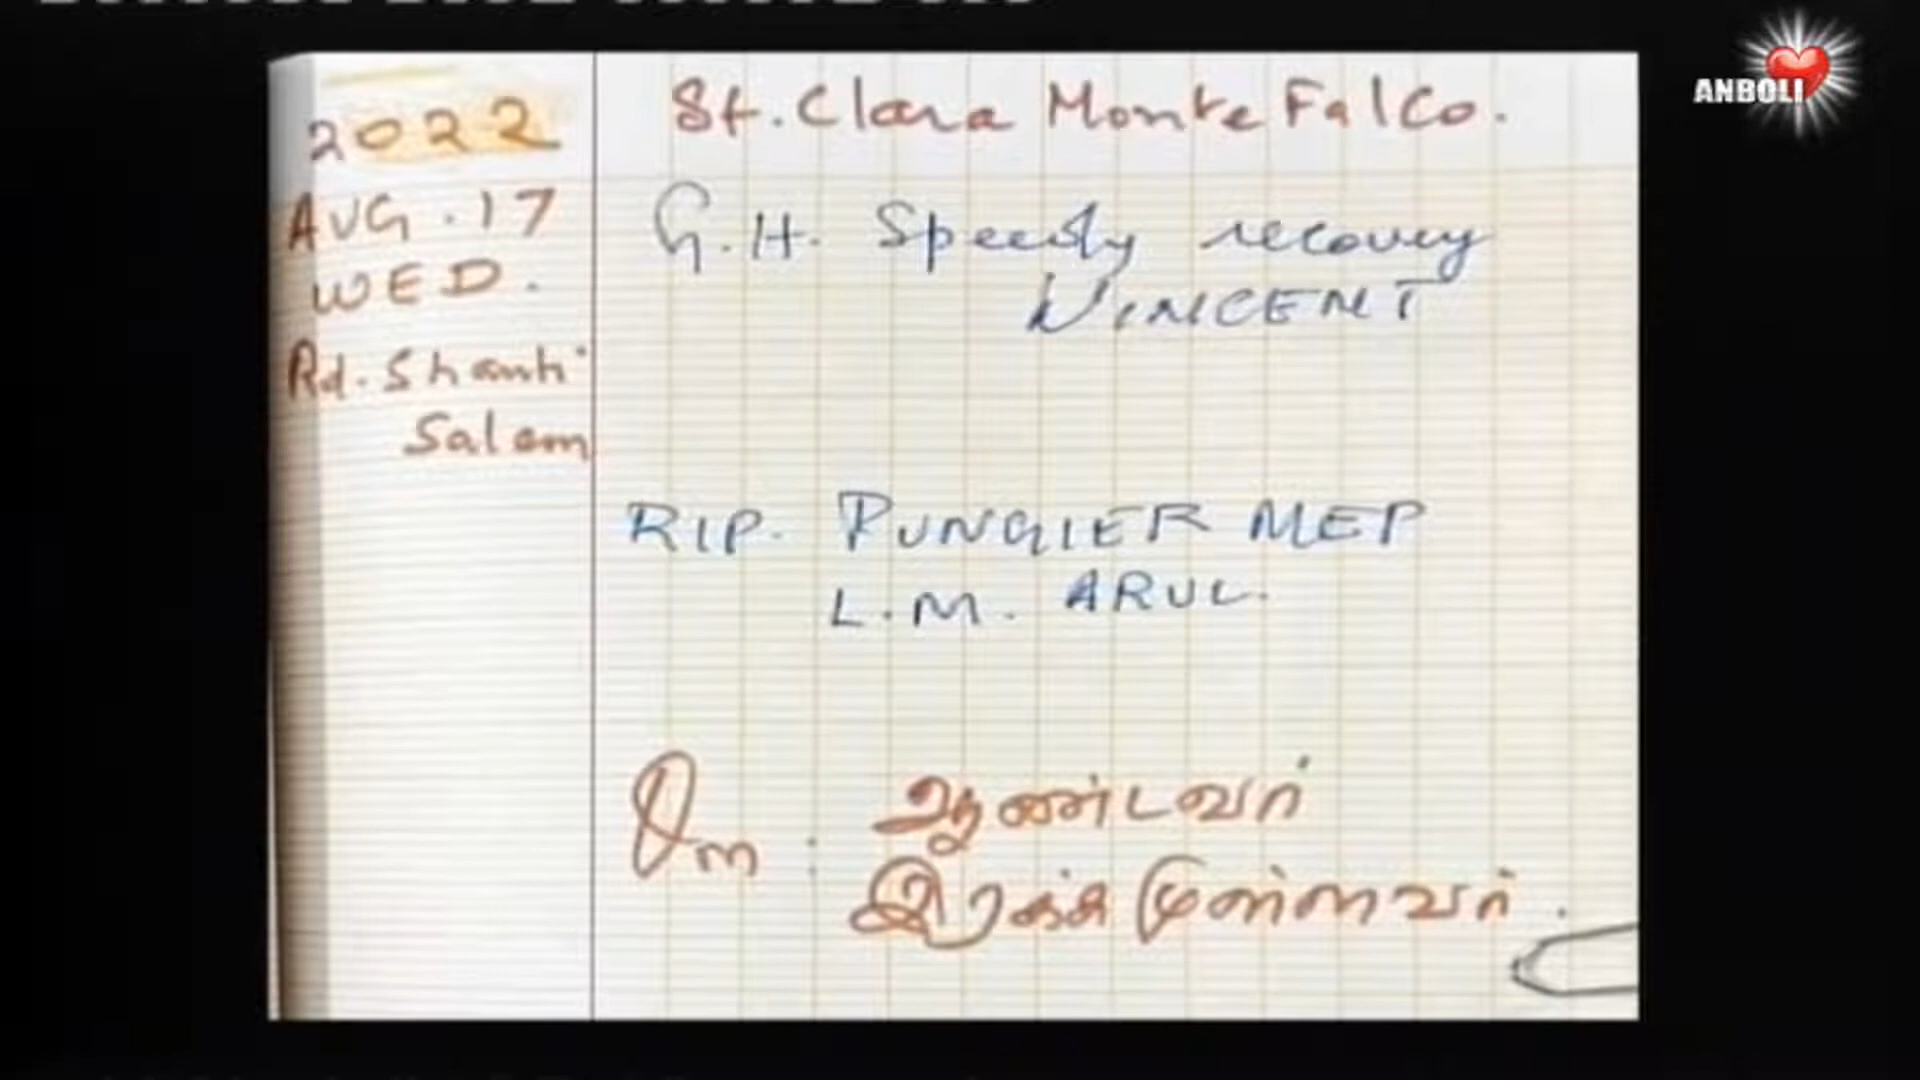 2022
AUG. 17
WED.
Rd. Shanti
Salem
St. Clara Monte Falco.
G.H. Speedy recovery
VINCENT
RIP. PUNGIER MEP
L.M. ARUL.
ஆண்டவர்
இரக்கமுள்ளவர்.
ANBOLI